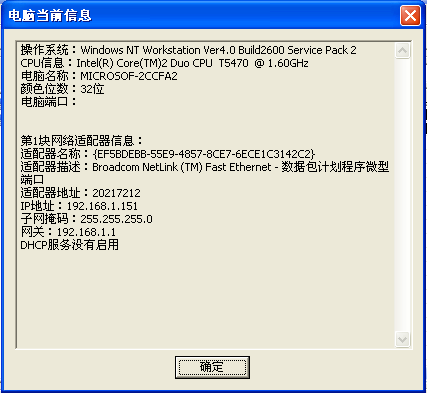 电脑当前信息
操作系统：Windows NT Workstation Ver4.0 Build2600 Service Pack 2
CPU信息：Intel(R) Core(TM)2 Duo CPU  T5470  @ 1.60GHz
电脑名称：MICROSOF-2CCFA2
颜色位数：32位
电脑端口：
第1块网络适配器信息：
适配器名称：{EF5BDEBB-55E9-4857-8CE7-6ECE1C3142C2}
适配器描述：Broadcom NetLink (TM) Fast Ethernet - 数据包计划程序微型
端口
适配器地址：20217212
IP地址：192.168.1.151
子网掩码：255.255.255.0
网关：192.168.1.1
DHCP服务没有启用
确定